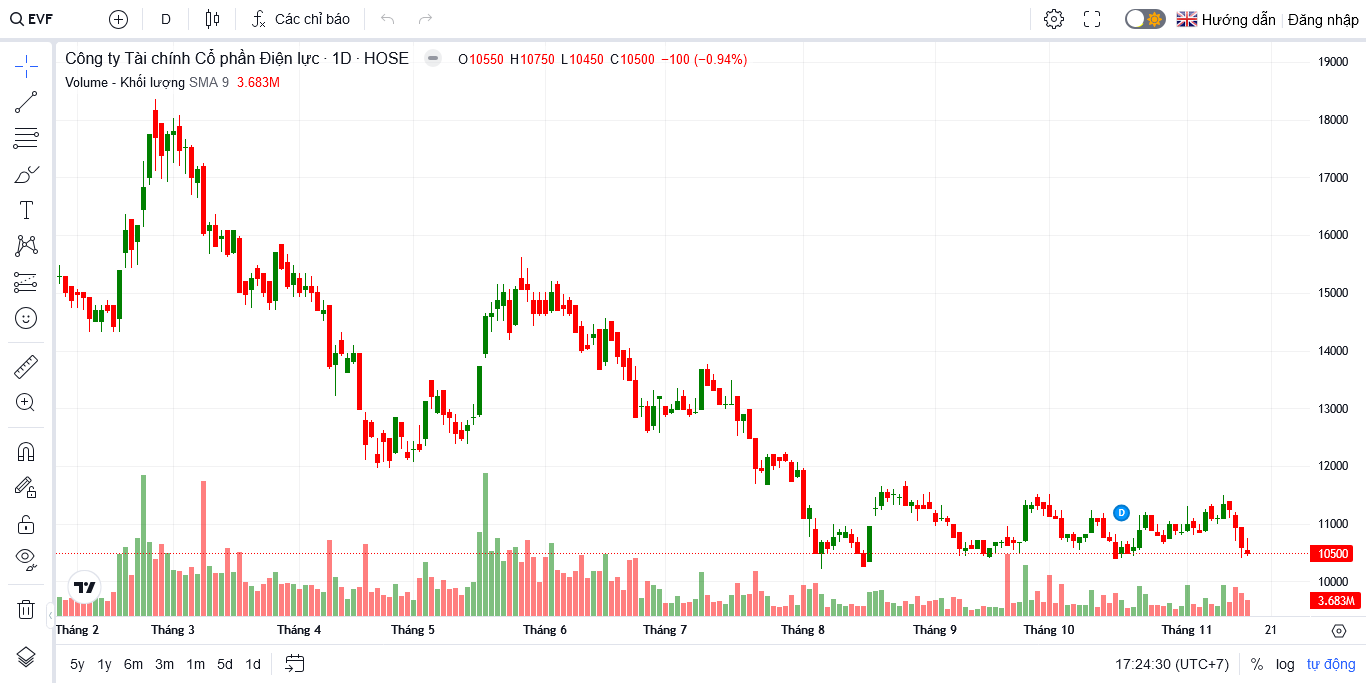 EVF D Các chỉ báo Hướng dẫn Đăng nhập
Công ty Tài chính Cổ phần Điện lực · 1D · HOSE O10550 H10750 L10450 C10500 −100 (−0.94%)
Volume - Khối lượng SMA 9 3.683M
19000
18000
17000
16000
15000
14000
13000
12000
11000
10500
10000
3.683M
D
Tháng 2 Tháng 3 Tháng 4 Tháng 5 Tháng 6 Tháng 7 Tháng 8 Tháng 9 Tháng 10 Tháng 11 21
5y 1y 6m 3m 1m 5d 1d 17:24:30 (UTC+7) % log tự động